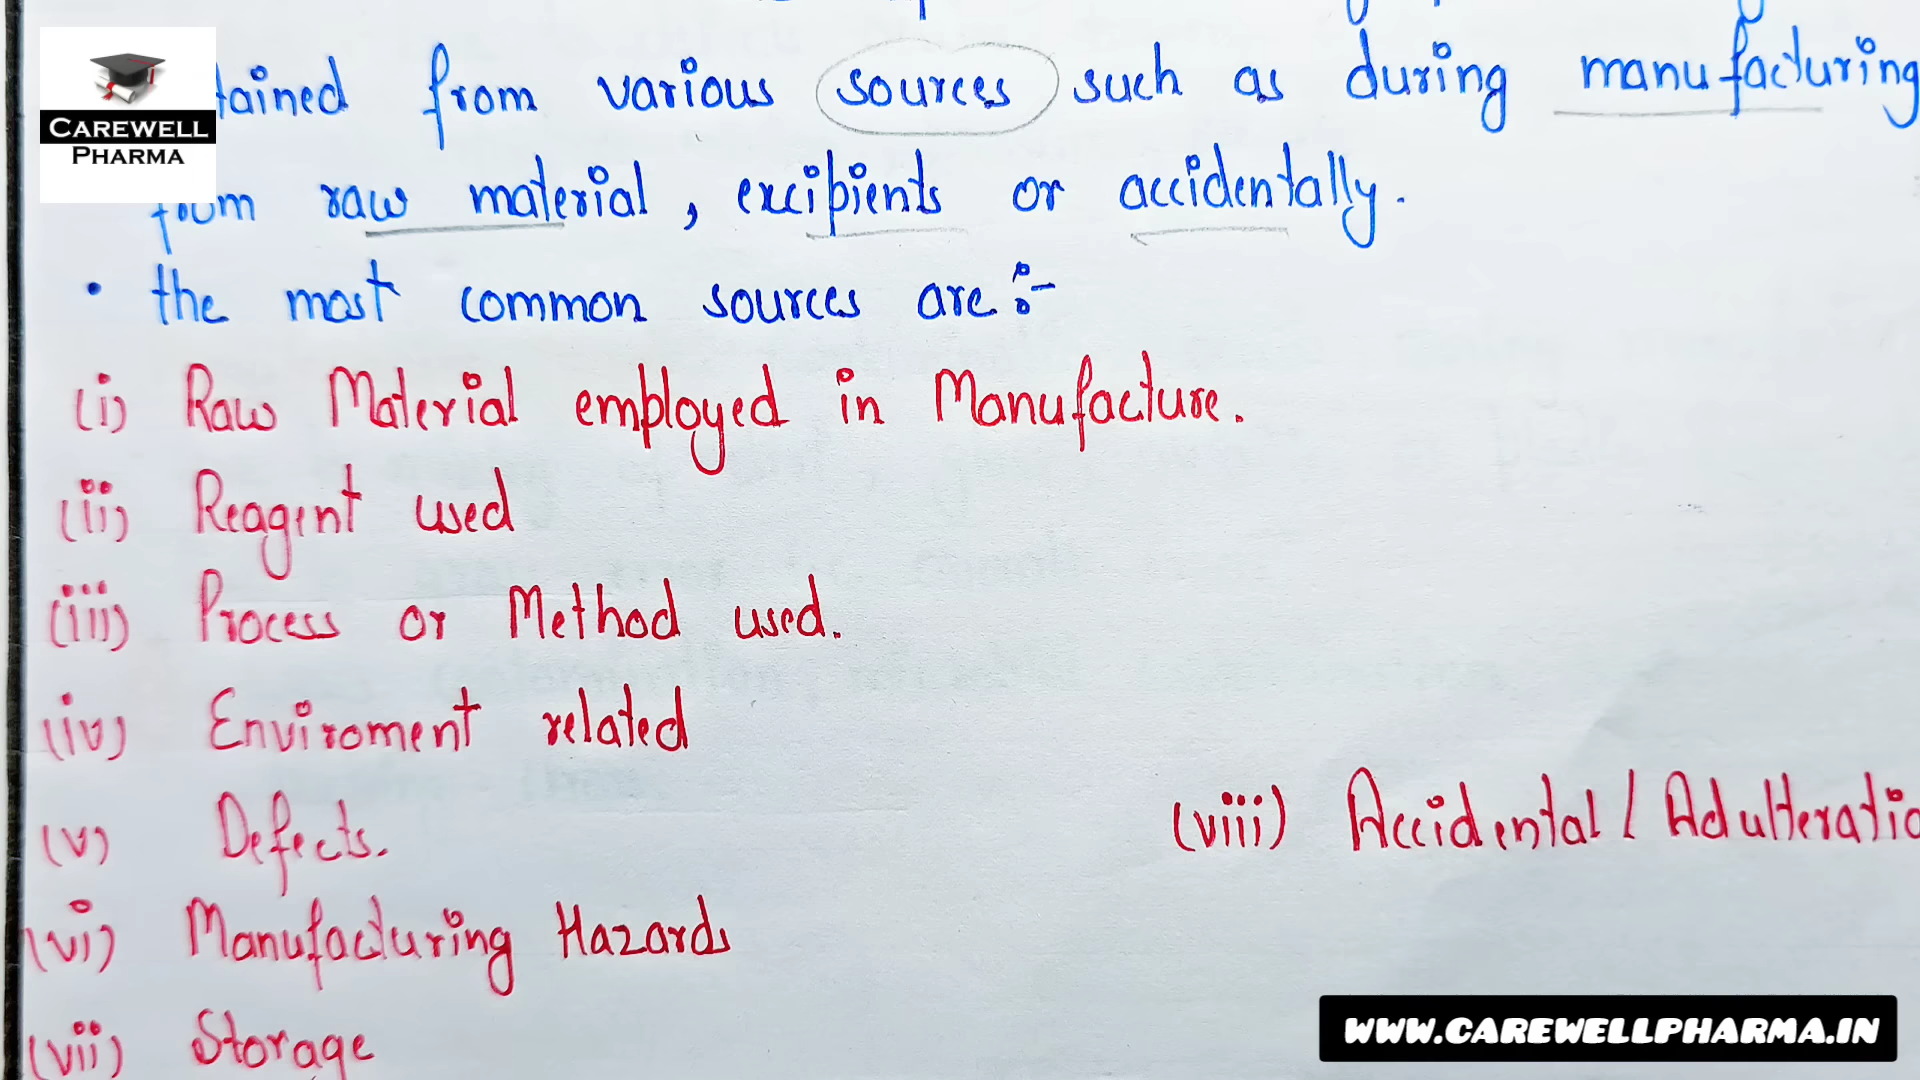 CAREWELL
PHARMA
tained from various sources such as during manufacturing
from raw material, excipients or accidentally.
• the most common sources are :-
(i) Raw Material employed in Manufacture.
(ii) Reagent used
(iii) Process or Method used.
(iv) Enviroment related
(v) Defects.
(viii) Accidental / Adulteratio
(vi) Manufacturing Hazards
(vii) Storage
WWW.CAREWELLPHARMA.IN